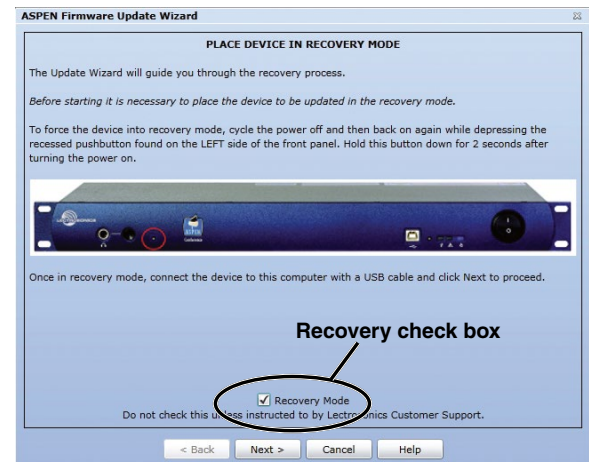 ASPEN Firmware Update Wizard
PLACE DEVICE IN RECOVERY MODE
The Update Wizard will guide you through the recovery process.
Before starting it is necessary to place the device to be updated in the recovery mode.
To force the device into recovery mode, cycle the power off and then back on again while depressing the
recessed pushbutton found on the LEFT side of the front panel. Hold this button down for 2 seconds after
turning the power on.
LECTROSONICS
ASPEN
Conference
Once in recovery mode, connect the device to this computer with a USB cable and click Next to proceed.
Recovery check box
Recovery Mode
Do not check this unless instructed to by Lectrosonics Customer Support.
< Back Next > Cancel Help